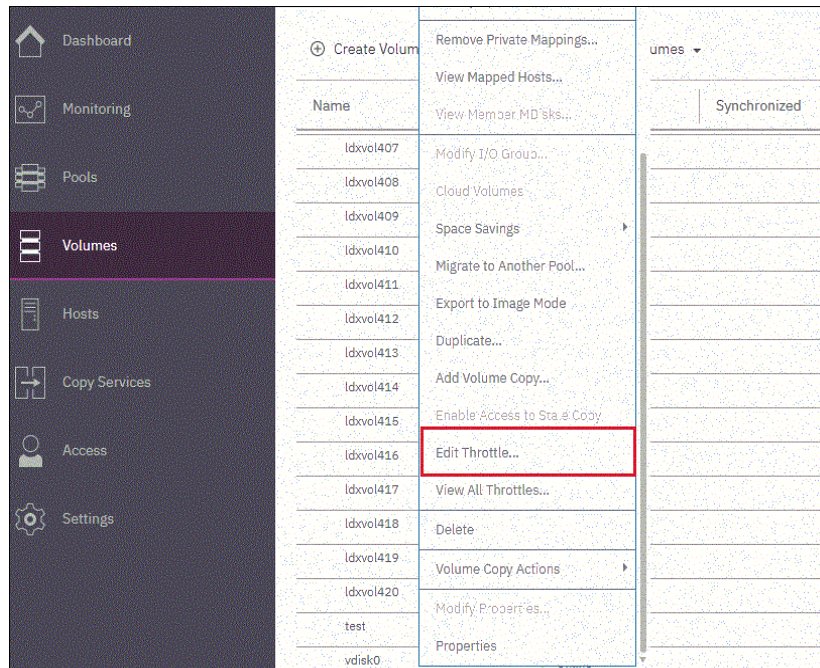 Dashboard
Monitoring
Pools
Volumes
Hosts
Copy Services
Access
Settings
Create Volum
umes
Name
Synchronized
ldxvol407
ldxvol408
ldxvol409
ldxvol410
ldxvol411
ldxvol412
ldxvol413
ldxvol414
ldxvol415
ldxvol416
ldxvol417
ldxvol418
ldxvol419
ldxvol420
test
vdisk0
Remove Private Mappings...
View Mapped Hosts...
View Member MDisks...
Modify I/O Group...
Cloud Volumes
Space Savings
Migrate to Another Pool...
Export to Image Mode
Duplicate...
Add Volume Copy...
Enable Access to Stale Copy
Edit Throttle...
View All Throttles...
Delete
Volume Copy Actions
Modify Properties...
Properties